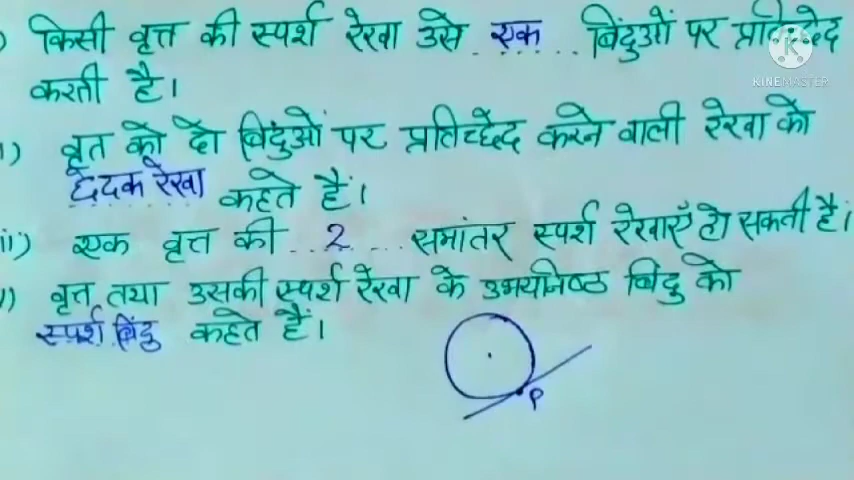 ) किसी वृत्त की स्पर्श रेखा उसे ..एक... बिंदुओं पर प्रतिच्छेद
करती है।
i) वृत को दो बिंदुओं पर प्रतिच्छेद करने वाली रेखा को
छेदक रेखा कहते हैं।
ii) एक वृत्त की ...2.... समांतर स्पर्श रेखाएँ हो सकती है।
v) वृत्त तथा उसकी स्पर्श रेखा के उभयनिष्ठ बिंदु को
स्पर्श बिंदु कहते हैं।
P
KINEMASTER